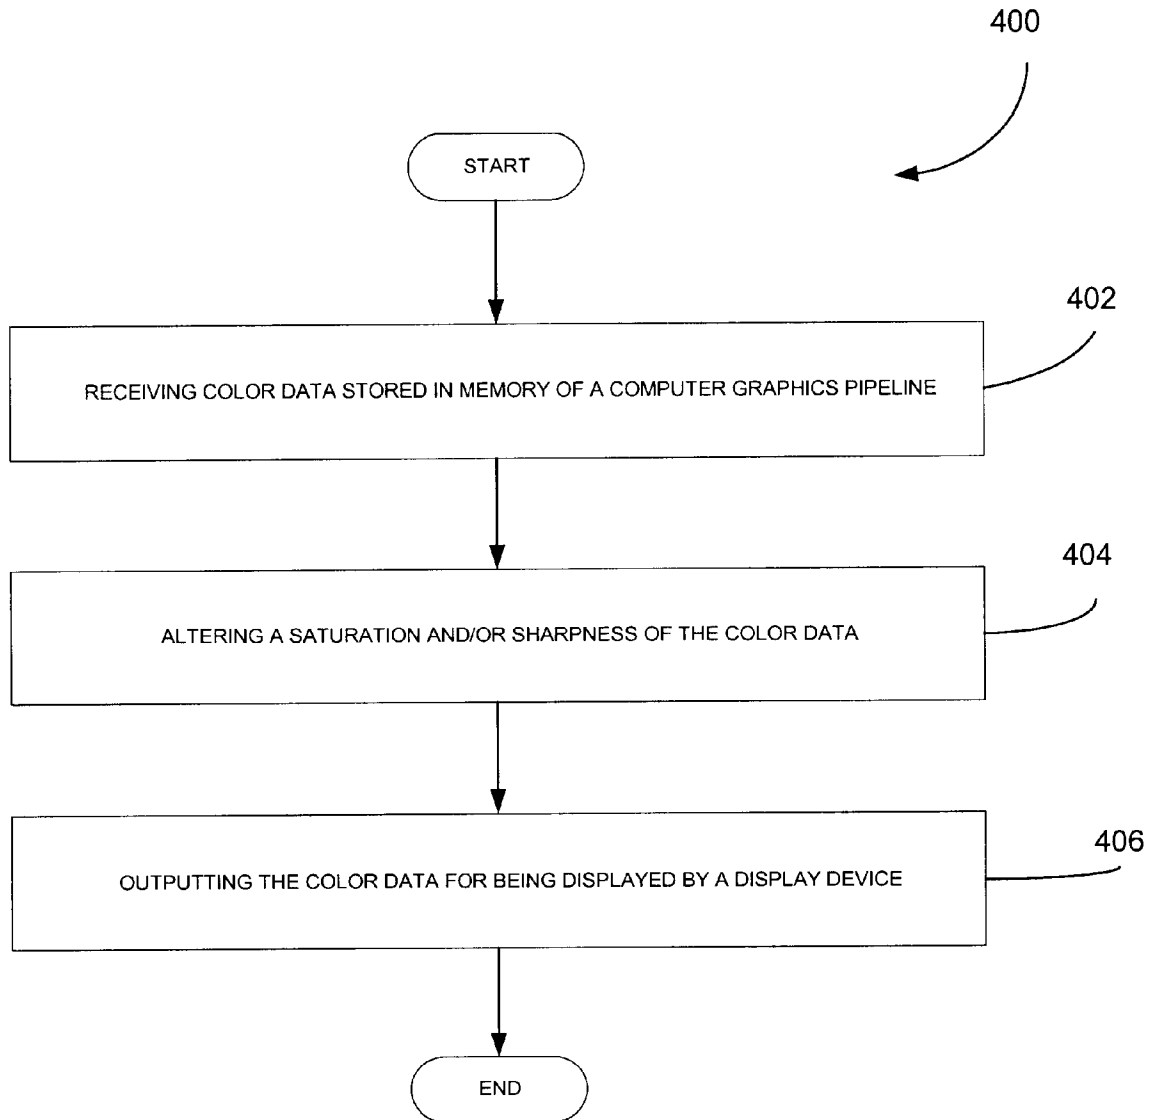 400
START
402
RECEIVING COLOR DATA STORED IN MEMORY OF A COMPUTER GRAPHICS PIPELINE
404
ALTERING A SATURATION AND/OR SHARPNESS OF THE COLOR DATA
406
OUTPUTTING THE COLOR DATA FOR BEING DISPLAYED BY A DISPLAY DEVICE
END